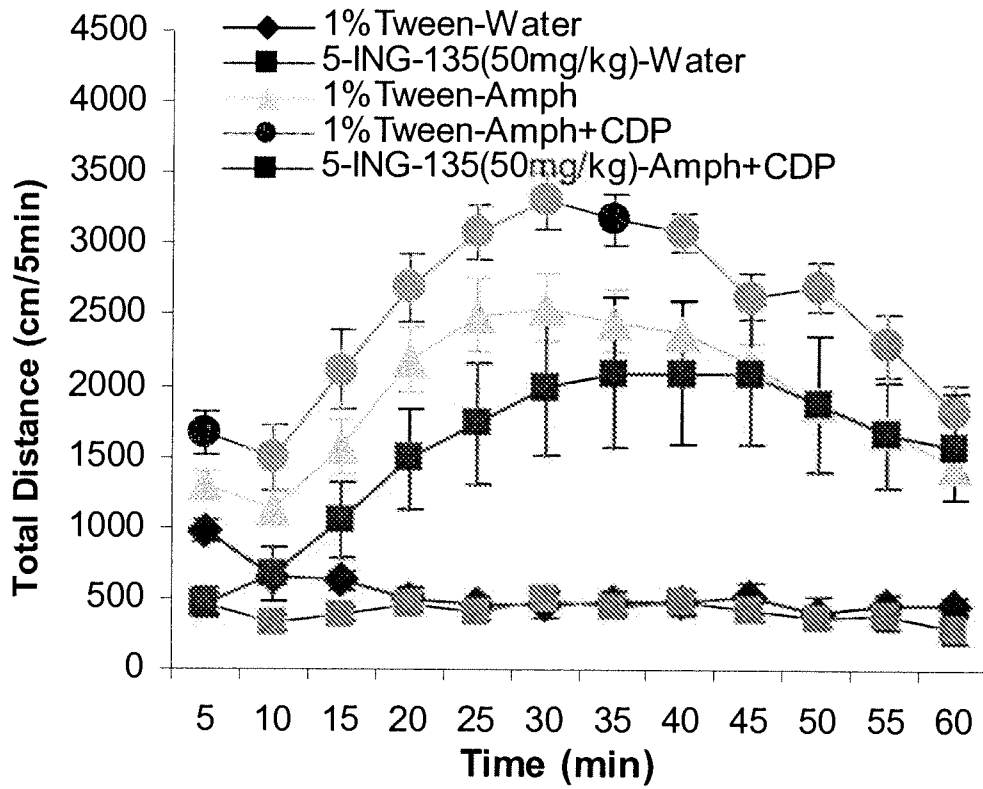 1%Tween-Water
5-ING-135(50mg/kg)-Water
1%Tween-Amph
1%Tween-Amph+CDP
5-ING-135(50mg/kg)-Amph+CDP
Total Distance (cm/5min)
4500
4000
3500
3000
2500
2000
1500
1000
500
0
5 10 15 20 25 30 35 40 45 50 55 60
Time (min)